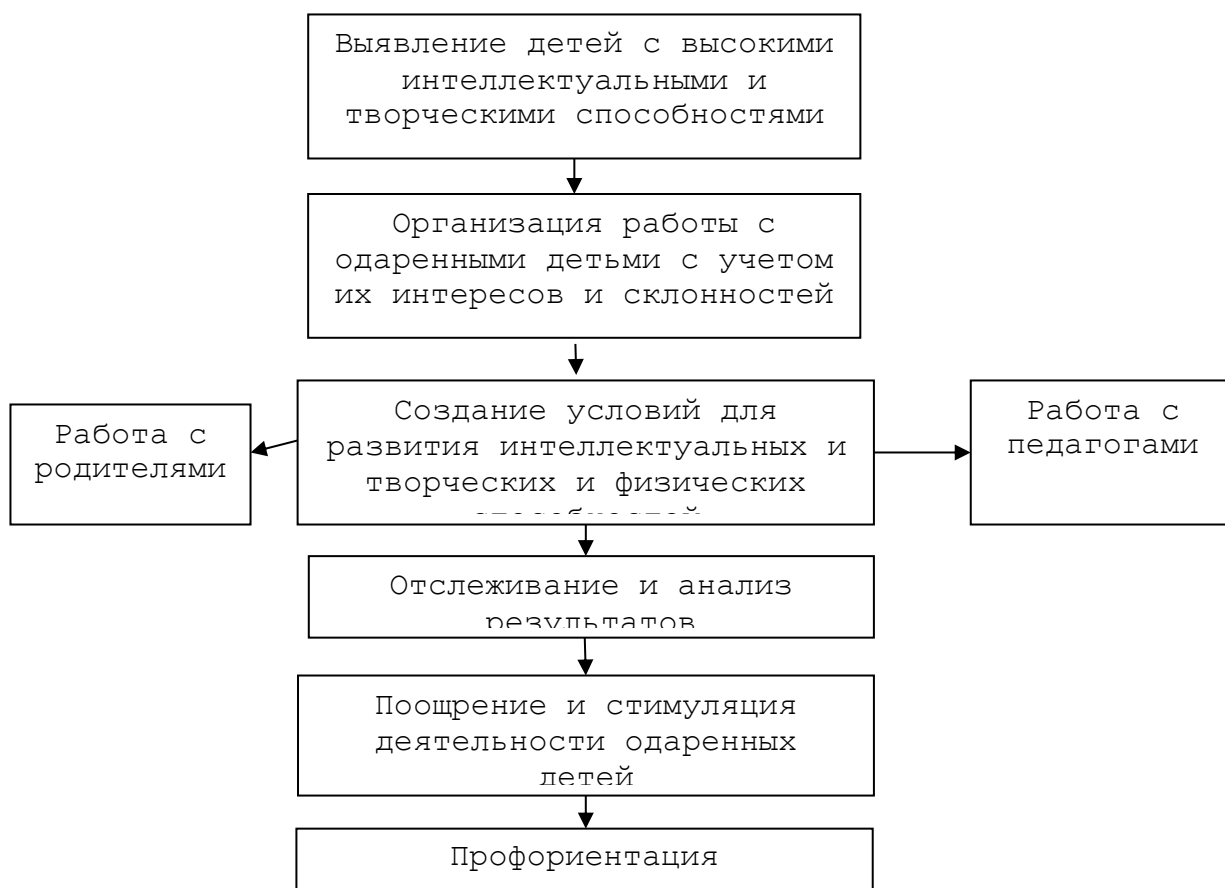 Выявление детей с высокими
интеллектуальными и
творческими способностями
Организация работы с
одаренными детьми с учетом
их интересов и склонностей
Создание условий для
развития интеллектуальных и
творческих и физических
способностей
Работа с
родителями
Работа с
педагогами
Отслеживание и анализ
результатов
Поощрение и стимуляция
деятельности одаренных
детей
Профориентация